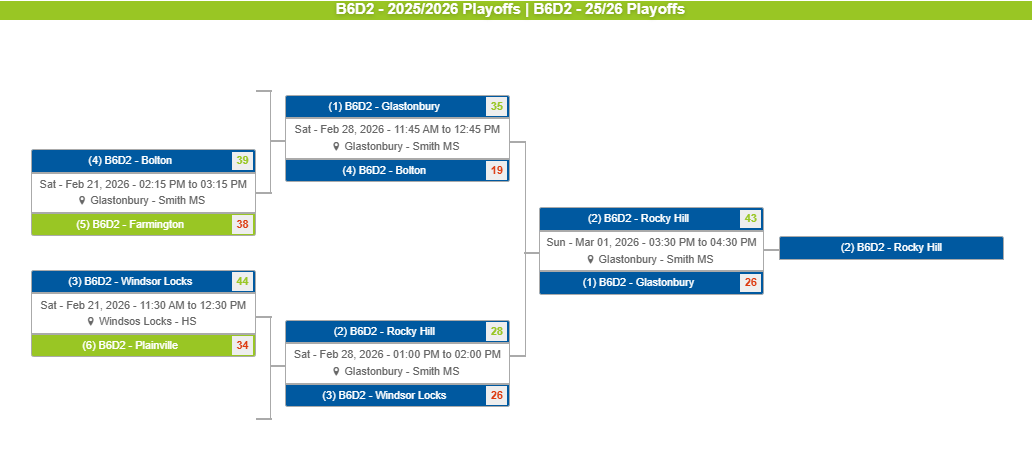 B6D2 - 2025/2026 Playoffs | B6D2 - 25/26 Playoffs
(4) B6D2 - Bolton 39
Sat - Feb 21, 2026 - 02:15 PM to 03:15 PM
Glastonbury - Smith MS
(5) B6D2 - Farmington 38
(3) B6D2 - Windsor Locks 44
Sat - Feb 21, 2026 - 11:30 AM to 12:30 PM
Windsos Locks - HS
(6) B6D2 - Plainville 34
(1) B6D2 - Glastonbury 35
Sat - Feb 28, 2026 - 11:45 AM to 12:45 PM
Glastonbury - Smith MS
(4) B6D2 - Bolton 19
(2) B6D2 - Rocky Hill 28
Sat - Feb 28, 2026 - 01:00 PM to 02:00 PM
Glastonbury - Smith MS
(3) B6D2 - Windsor Locks 26
(2) B6D2 - Rocky Hill 43
Sun - Mar 01, 2026 - 03:30 PM to 04:30 PM
Glastonbury - Smith MS
(1) B6D2 - Glastonbury 26
(2) B6D2 - Rocky Hill